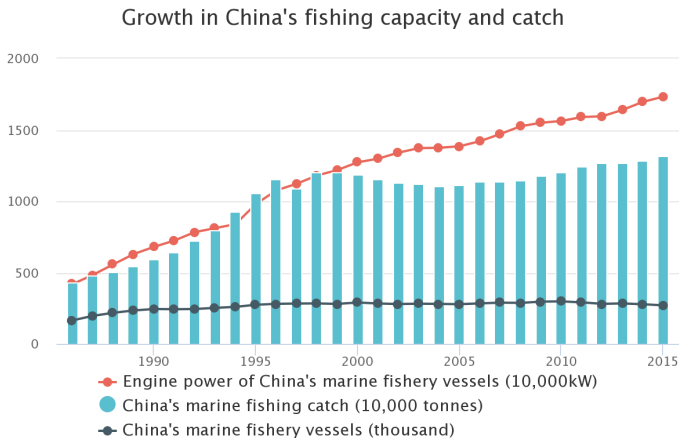 Growth in China's fishing capacity and catch
2000
1500
1000
500
0
1990 1995 2000 2005 2010 2015
Engine power of China's marine fishery vessels (10,000kW)
China's marine fishing catch (10,000 tonnes)
China's marine fishery vessels (thousand)